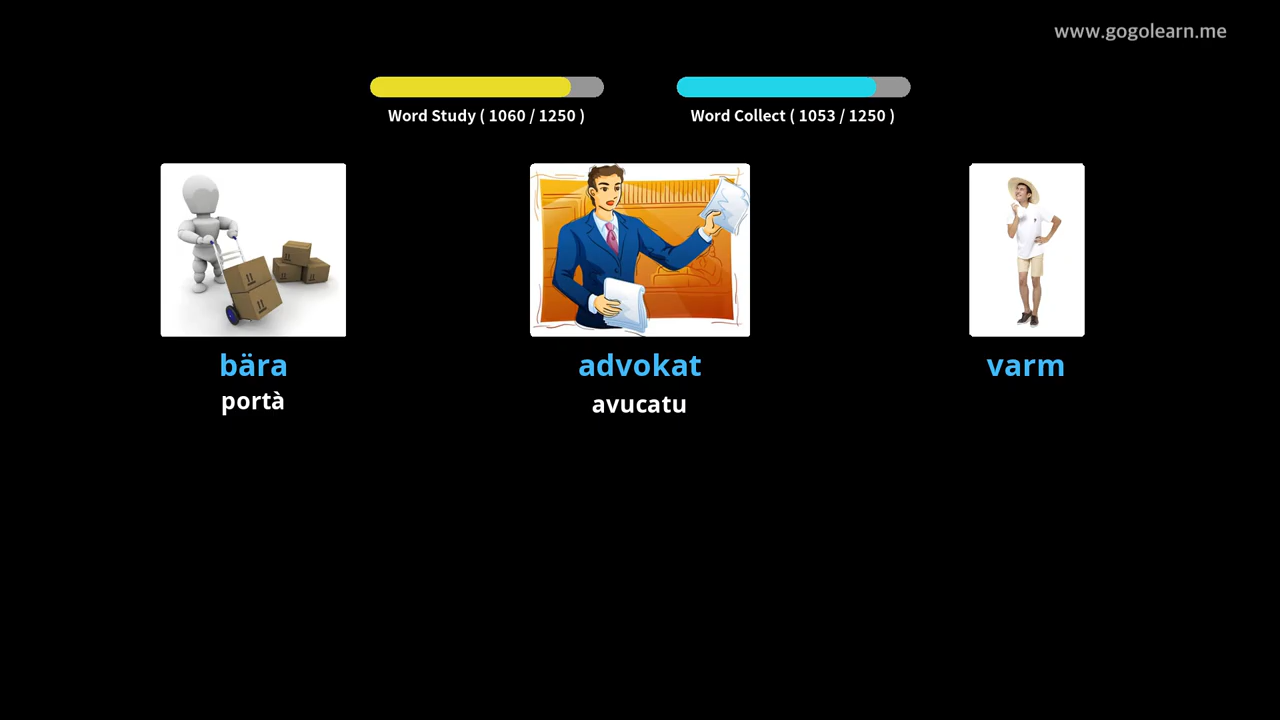 www.gogolearn.me
Word Study ( 1060 / 1250 )
Word Collect ( 1053 / 1250 )
bära
advokat
varm
portà
avucatu